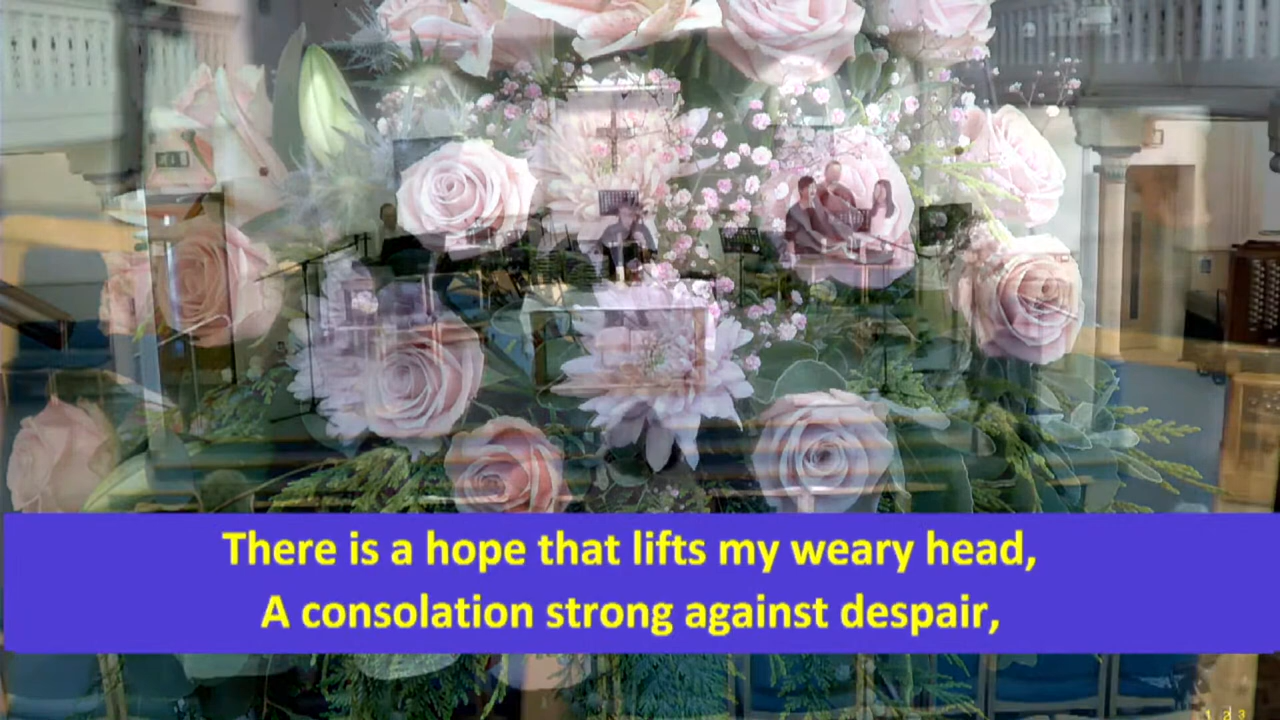 There is a hope that lifts my weary head,
A consolation strong against despair,